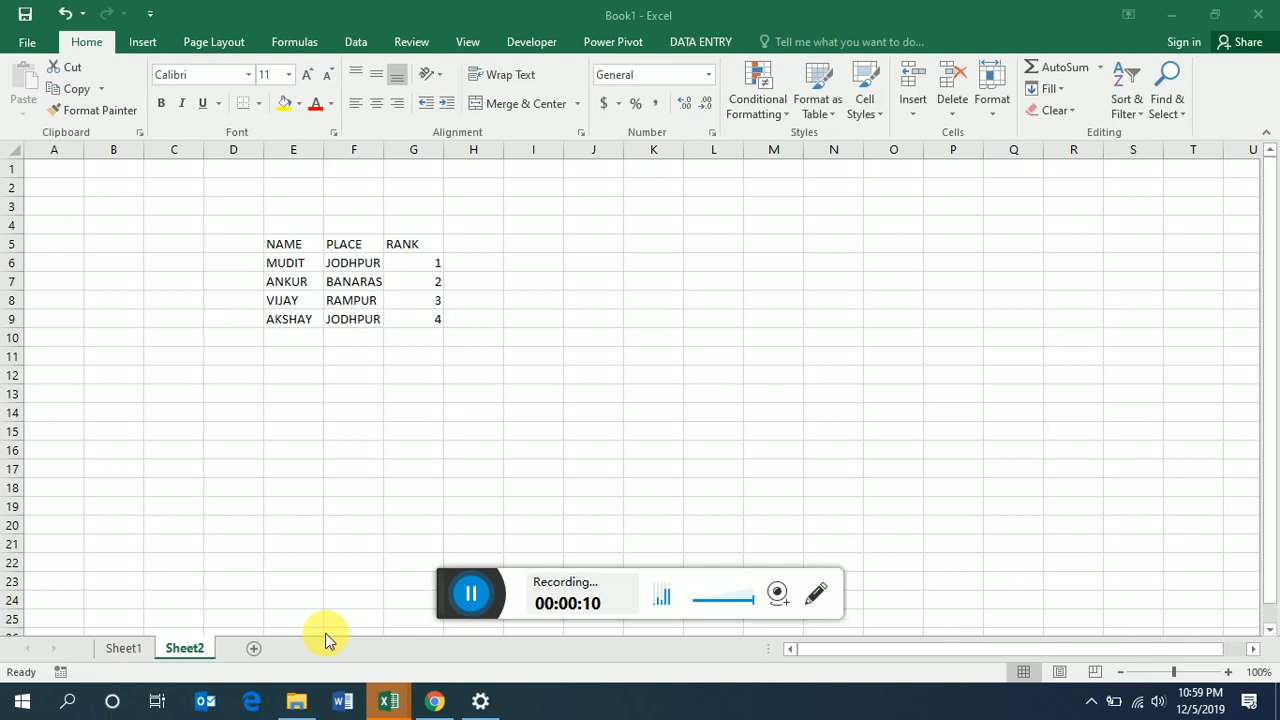 Book1 - Excel
File Home Insert Page Layout Formulas Data Review View Developer Power Pivot DATA ENTRY Tell me what you want to do... Sign in Share
Paste
Cut
Copy
Format Painter
Clipboard
Calibri 11
B I U
A
Font
Wrap Text
Merge & Center
Alignment
General
$ % ,
Number
Conditional Formatting
Format as Table
Cell Styles
Styles
Insert
Delete
Format
Cells
AutoSum
Fill
Clear
Sort & Filter
Find & Select
Editing
A B C D E F G H I J K L M N O P Q R S T U
1
2
3
4
5 NAME PLACE RANK
6 MUDIT JODHPUR 1
7 ANKUR BANARAS 2
8 VIJAY RAMPUR 3
9 AKSHAY JODHPUR 4
10
11
12
13
14
15
16
17
18
19
20
21
22
23
24
25
Recording...
00:00:10
Sheet1 Sheet2
Ready
100%
10:59 PM
12/5/2019